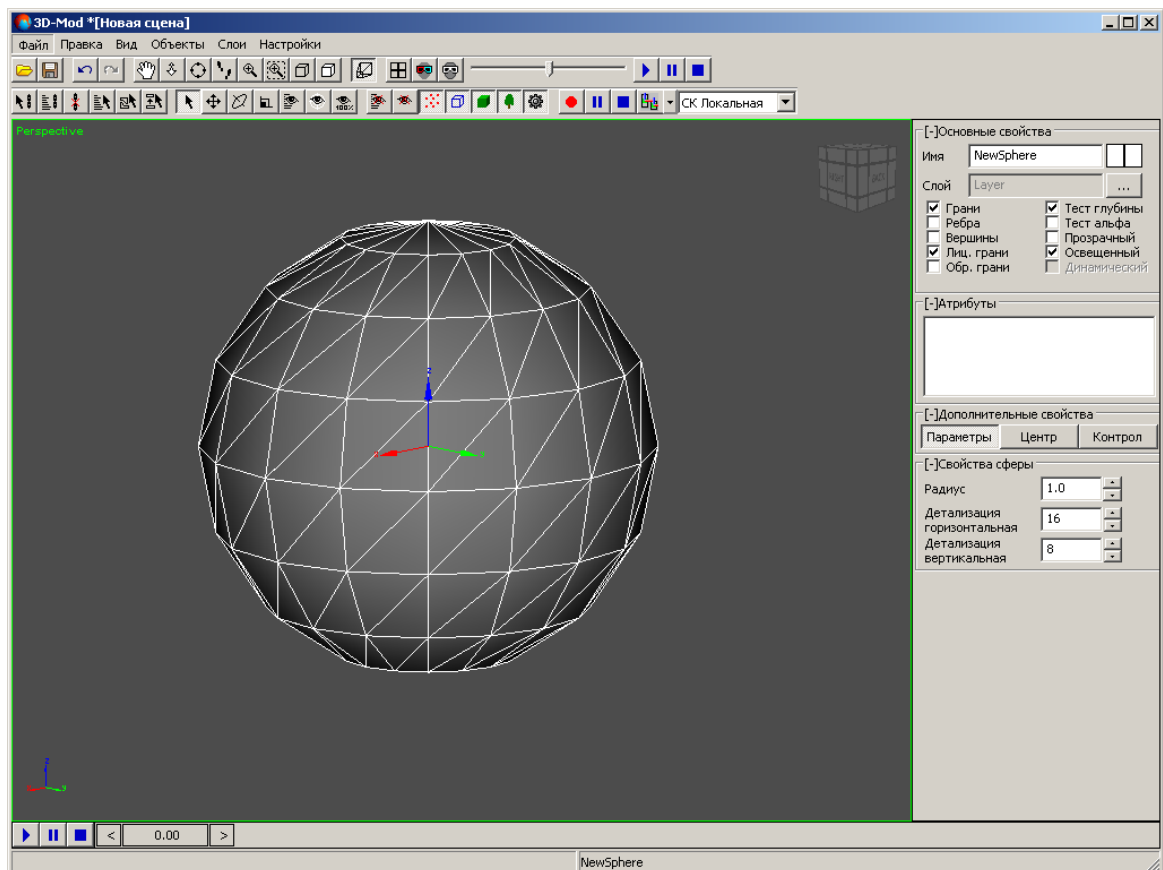 3D-Mod *[Новая сцена]
Файл Правка Вид Объекты Слои Настройки
100%
СК Локальная
Perspective
[-]Основные свойства
Имя NewSphere
Слой Layer ...
Грани Тест глубины
Ребра Тест альфа
Вершины Прозрачный
Лиц. грани Освещенный
Обр. грани Динамический
[-]Атрибуты
[-]Дополнительные свойства
Параметры Центр Контрол
[-]Свойства сферы
Радиус 1.0
Детализация
горизонтальная 16
Детализация
вертикальная 8
z
z
< 0.00 >
NewSphere